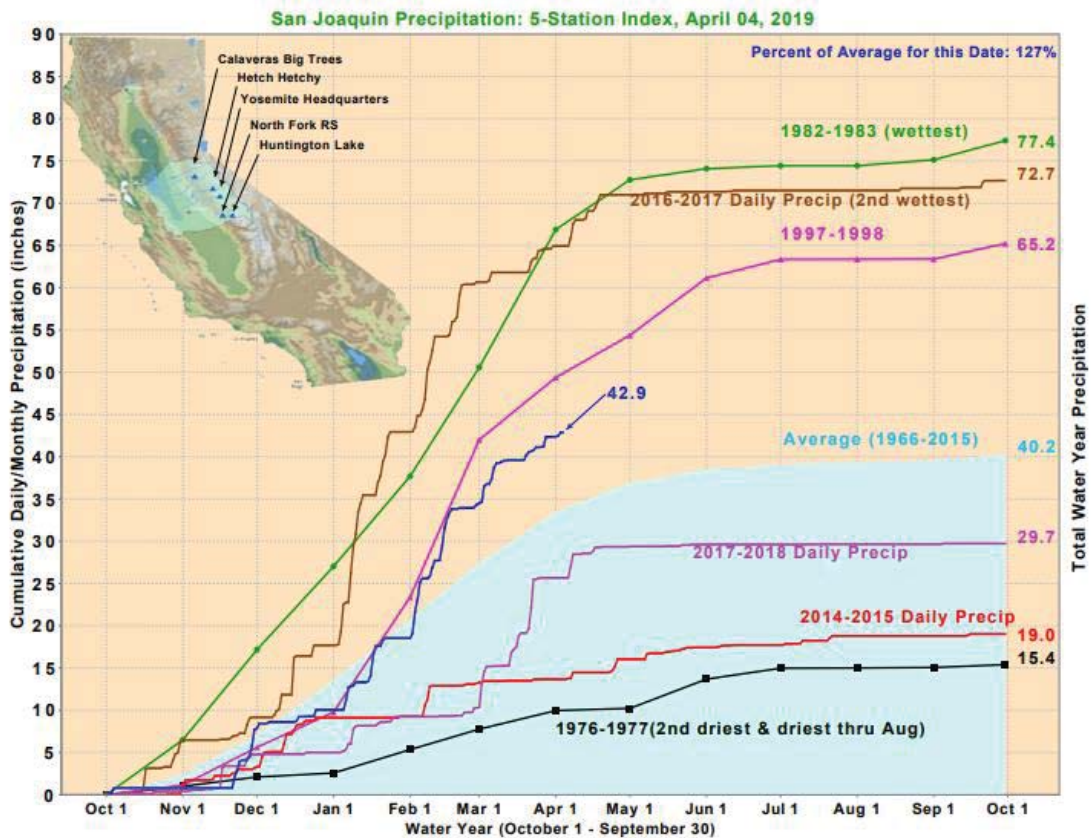 San Joaquin Precipitation: 5-Station Index, April 04, 2019
Percent of Average for this Date: 127%
Cumulative Daily/Monthly Precipitation (inches)
90
85
80
75
70
65
60
55
50
45
40
35
30
25
20
15
10
5
0
Calaveras Big Trees
Hetch Hetchy
Yosemite Headquarters
North Fork RS
Huntington Lake
1982-1983 (wettest)
77.4
72.7
2016-2017 Daily Precip (2nd wettest)
1997-1998
65.2
42.9
Average (1966-2015)
40.2
29.7
2017-2018 Daily Precip
2014-2015 Daily Precip
19.0
15.4
1976-1977(2nd driest & driest thru Aug)
Total Water Year Precipitation
Oct 1 Nov 1 Dec 1 Jan 1 Feb 1 Mar 1 Apr 1 May 1 Jun 1 Jul 1 Aug 1 Sep 1 Oct 1
Water Year (October 1 - September 30)